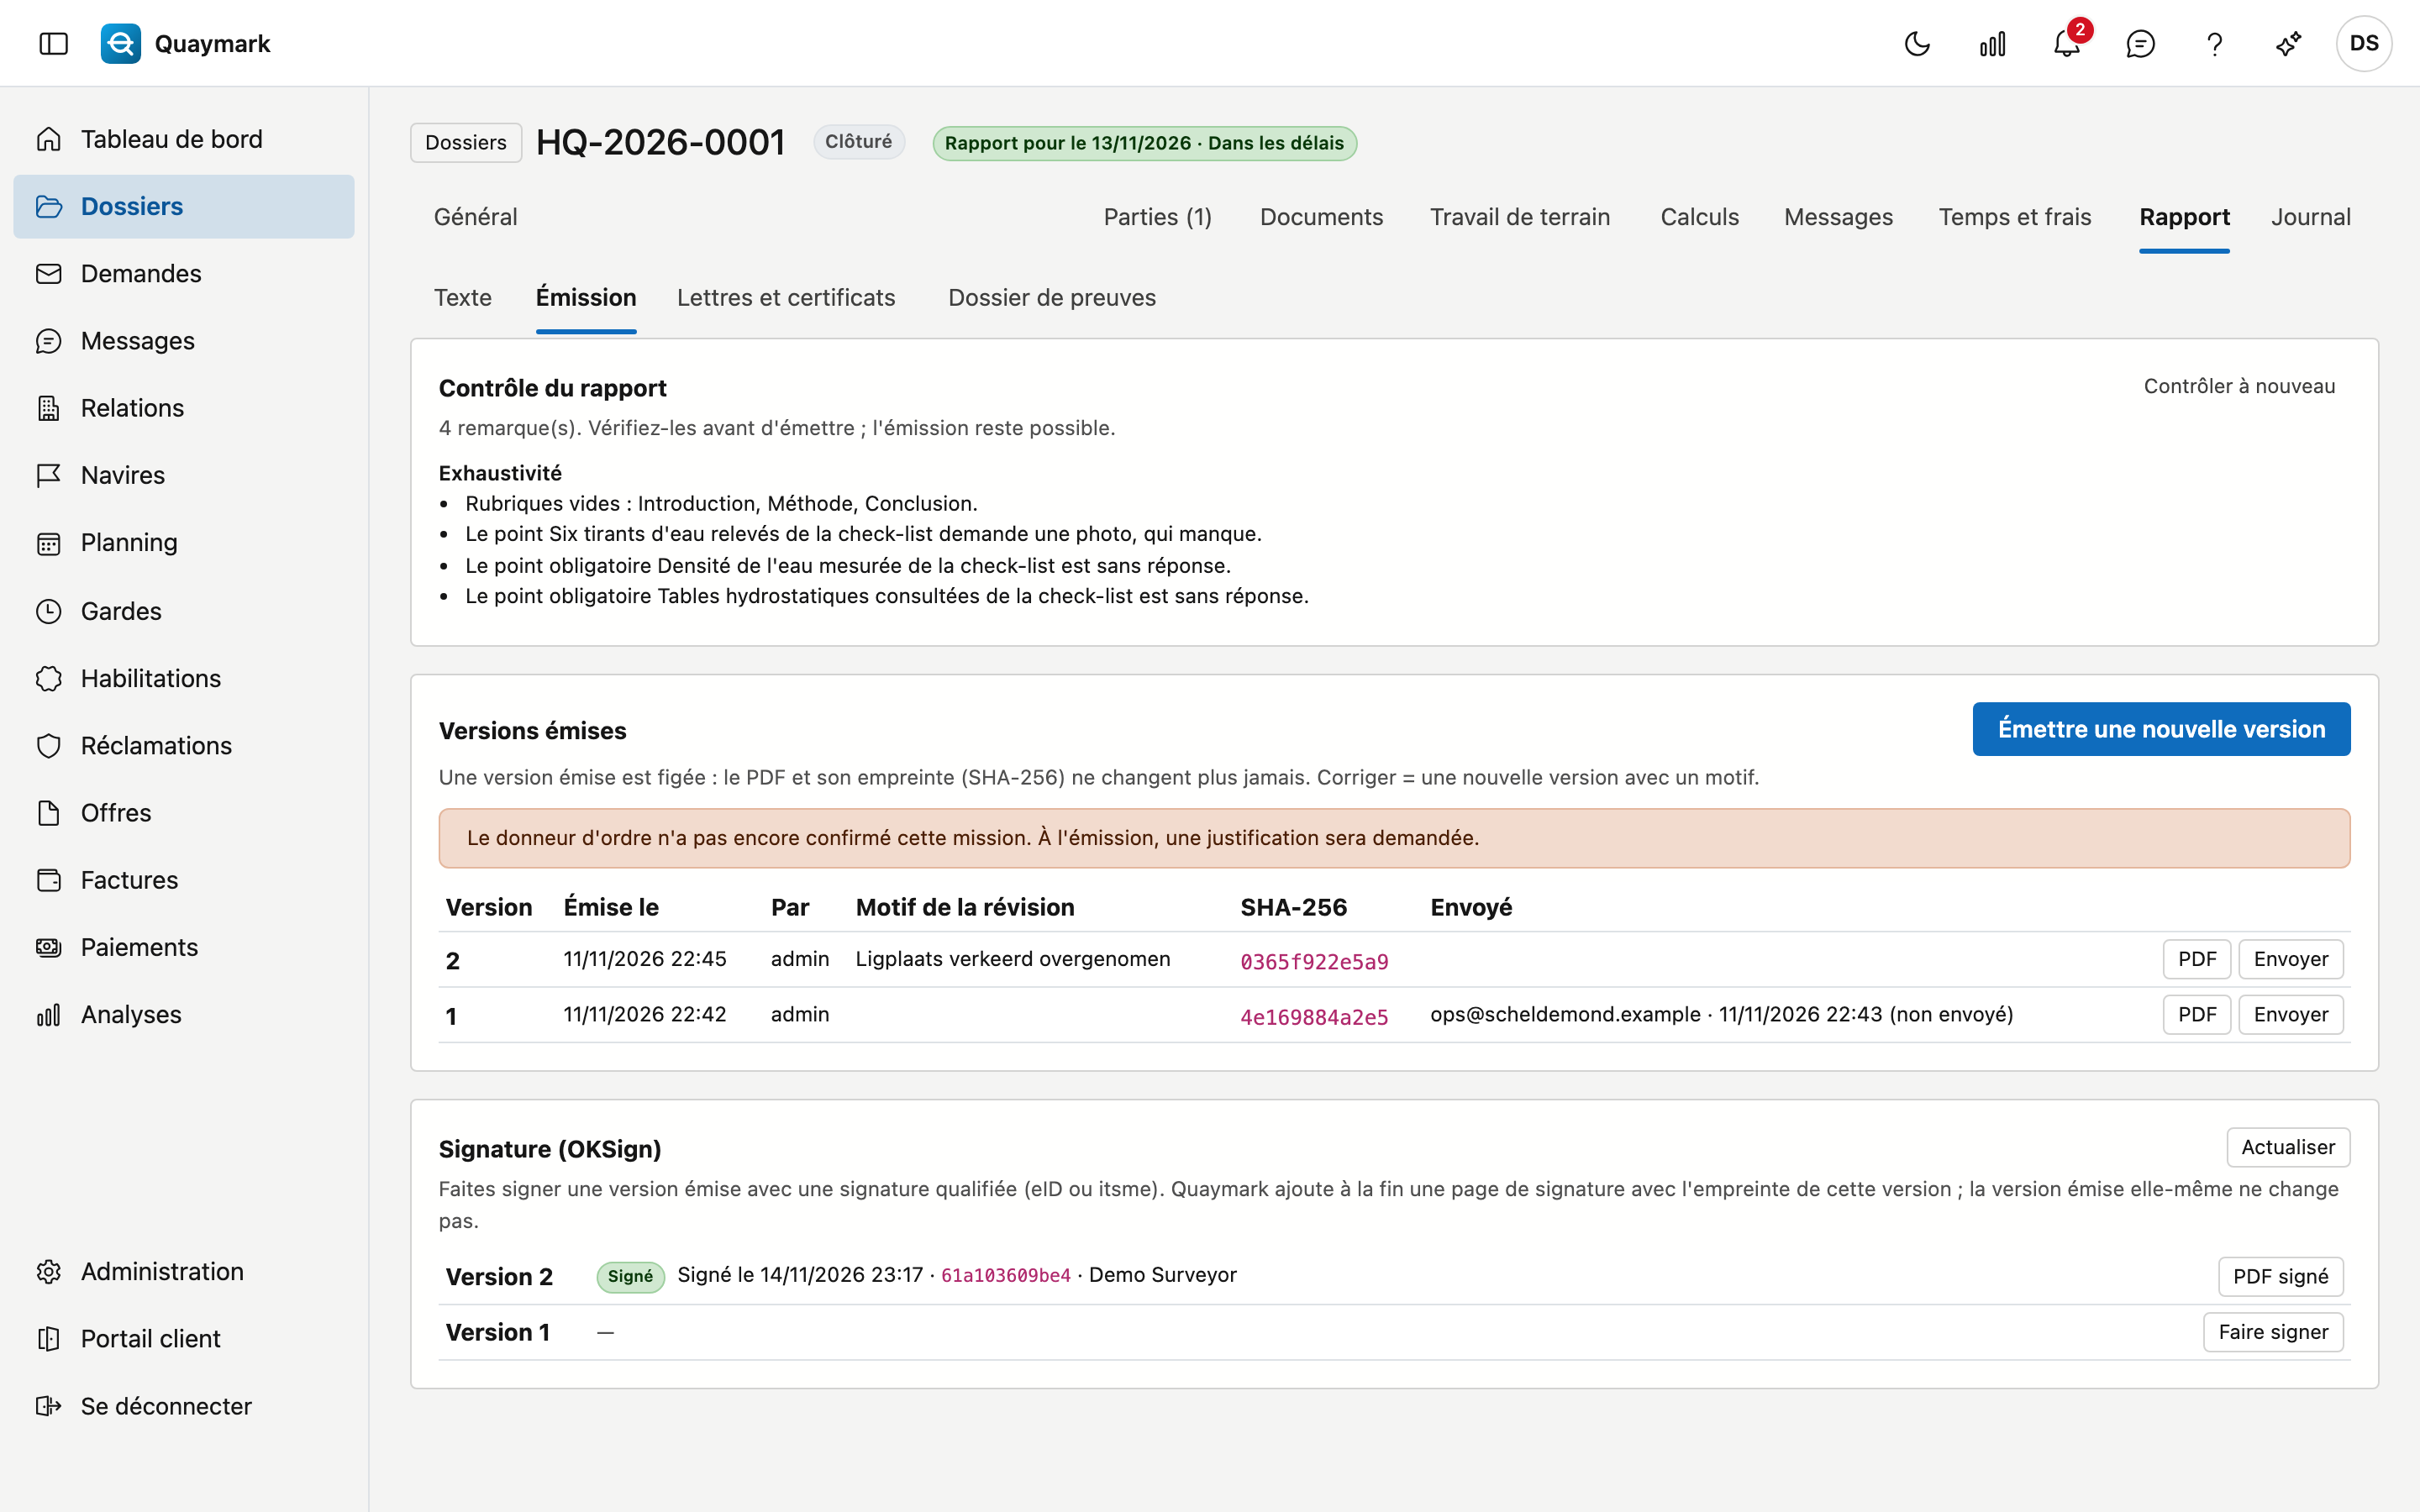 Quaymark
2
DS
Tableau de bord
Dossiers
Demandes
Messages
Relations
Navires
Planning
Gardes
Habilitations
Réclamations
Offres
Factures
Paiements
Analyses
Administration
Portail client
Se déconnecter
Dossiers HQ-2026-0001 Clôturé Rapport pour le 13/11/2026 · Dans les délais
Général Parties (1) Documents Travail de terrain Calculs Messages Temps et frais Rapport Journal
Texte Émission Lettres et certificats Dossier de preuves
Contrôle du rapport Contrôler à nouveau
4 remarque(s). Vérifiez-les avant d'émettre ; l'émission reste possible.
Exhaustivité
• Rubriques vides : Introduction, Méthode, Conclusion.
• Le point Six tirants d'eau relevés de la check-list demande une photo, qui manque.
• Le point obligatoire Densité de l'eau mesurée de la check-list est sans réponse.
• Le point obligatoire Tables hydrostatiques consultées de la check-list est sans réponse.
Versions émises Émettre une nouvelle version
Une version émise est figée : le PDF et son empreinte (SHA-256) ne changent plus jamais. Corriger = une nouvelle version avec un motif.
Le donneur d'ordre n'a pas encore confirmé cette mission. À l'émission, une justification sera demandée.
Version Émise le Par Motif de la révision SHA-256 Envoyé
2 11/11/2026 22:45 admin Ligplaats verkeerd overgenomen 0365f922e5a9 PDF Envoyer
1 11/11/2026 22:42 admin 4e169884a2e5 ops@scheldemond.example · 11/11/2026 22:43 (non envoyé) PDF Envoyer
Signature (OKSign) Actualiser
Faites signer une version émise avec une signature qualifiée (eID ou itsme). Quaymark ajoute à la fin une page de signature avec l'empreinte de cette version ; la version émise elle-même ne change
pas.
Version 2 Signé Signé le 14/11/2026 23:17 · 61a103609be4 · Demo Surveyor PDF signé
Version 1 — Faire signer